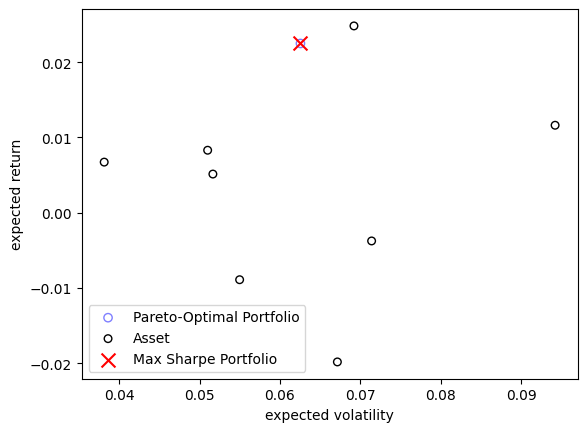 0.02
0.01
0.00
−0.01
−0.02
expected return
Pareto-Optimal Portfolio
Asset
Max Sharpe Portfolio
0.04 0.05 0.06 0.07 0.08 0.09
expected volatility